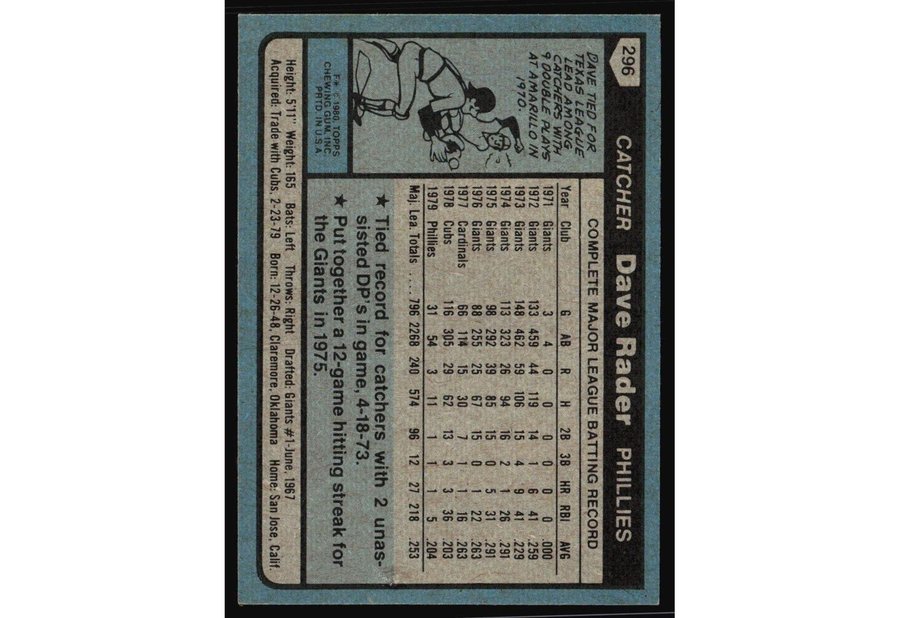 296 CATCHER Dave Rader PHILLIES
DAVE TIED FOR
TEXAS LEAGUE
LEAD AMONG
CATCHERS WITH
9 DOUBLE PLAYS
AT AMARILLO IN
1970.
F* © 1980 TOPPS
CHEWING GUM, INC.
PRTD. IN U.S.A.
COMPLETE MAJOR LEAGUE BATTING RECORD
Year Club G AB R H 2B 3B HR RBI AVG
1971 Giants 3 4 0 0 0 0 0 0 .000
1972 Giants 133 459 44 119 14 1 6 41 .259
1973 Giants 148 462 59 106 15 4 9 41 .229
1974 Giants 113 323 26 94 16 2 1 26 .291
1975 Giants 98 292 39 85 15 0 5 31 .291
1976 Giants 88 255 25 67 15 0 1 22 .263
1977 Cardinals 66 114 15 30 7 1 1 16 .263
1978 Cubs 116 305 29 62 13 3 3 36 .203
1979 Phillies 31 54 3 11 1 1 1 5 .204
Maj. Lea. Totals .... 796 2268 240 574 96 12 27 218 .253
★ Tied record for catchers with 2 unas-
sisted DP's in game, 4-18-73.
★ Put together a 12-game hitting streak for
the Giants in 1975.
Height: 5'11" Weight: 165 Bats: Left Throws: Right Drafted: Giants #1-June, 1967
Acquired: Trade with Cubs, 2-23-79 Born: 12-26-48, Claremore, Oklahoma Home: San Jose, Calif.